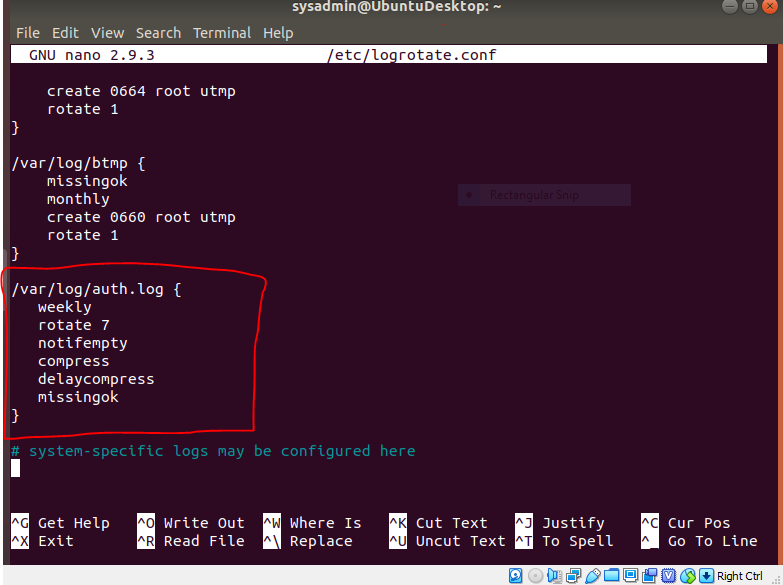 sysadmin@UbuntuDesktop: ~
File Edit View Search Terminal Help
GNU nano 2.9.3 /etc/logrotate.conf
create 0664 root utmp
rotate 1
}
/var/log/btmp {
missingok
monthly
create 0660 root utmp
rotate 1
}
Rectangular Snip
/var/log/auth.log {
weekly
rotate 7
notifempty
compress
delaycompress
missingok
}
# system-specific logs may be configured here
^G Get Help ^O Write Out ^W Where Is ^K Cut Text ^J Justify ^C Cur Pos
^X Exit ^R Read File ^\ Replace ^U Uncut Text ^T To Spell ^_ Go To Line
Right Ctrl